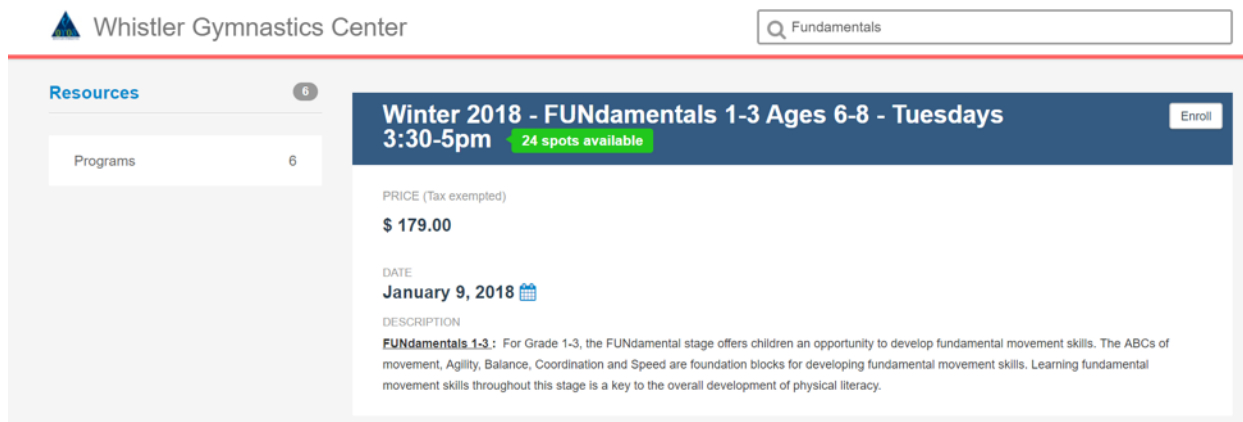 Whistler Gymnastics Center
Fundamentals
Resources 6
Programs 6
Winter 2018 - FUNdamentals 1-3 Ages 6-8 - Tuesdays
3:30-5pm 24 spots available
Enroll
PRICE (Tax exempted)
$ 179.00
DATE
January 9, 2018
DESCRIPTION
FUNdamentals 1-3 : For Grade 1-3, the FUNdamental stage offers children an opportunity to develop fundamental movement skills. The ABCs of
movement, Agility, Balance, Coordination and Speed are foundation blocks for developing fundamental movement skills. Learning fundamental
movement skills throughout this stage is a key to the overall development of physical literacy.